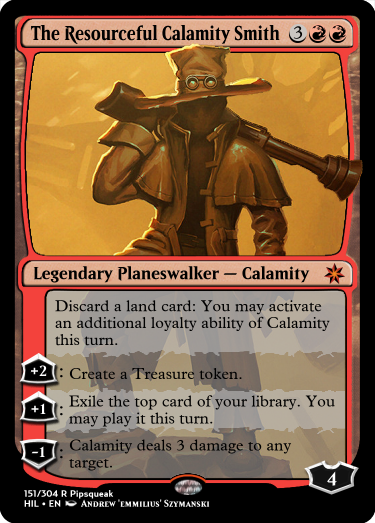 The Resourceful Calamity Smith 3
Legendary Planeswalker — Calamity
Discard a land card: You may activate
an additional loyalty ability of Calamity
this turn.
+2: Create a Treasure token.
+1: Exile the top card of your library. You
may play it this turn.
-1: Calamity deals 3 damage to any
target.
4
151/304 R Pipsqueak
HIL • EN Andrew 'emmilius' Szymanski